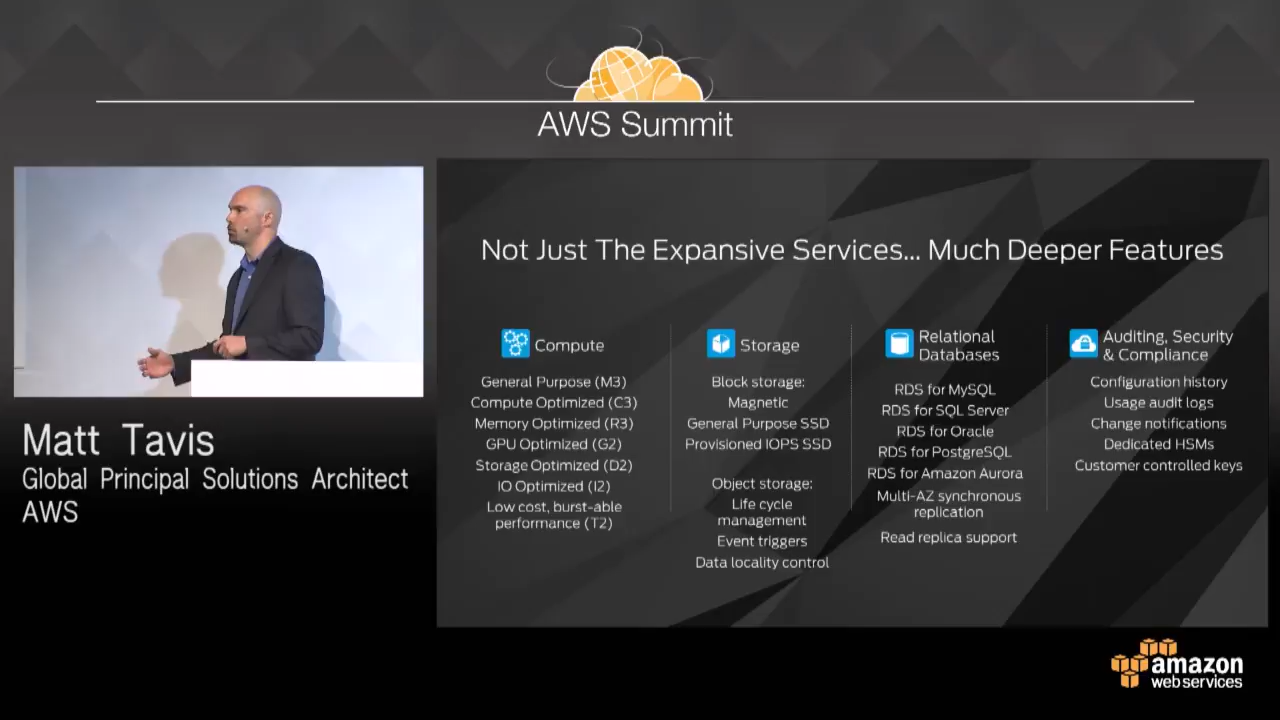 AWS Summit
Matt Tavis
Global Principal Solutions Architect
AWS
Not Just The Expansive Services... Much Deeper Features
Compute
General Purpose (M3)
Compute Optimized (C3)
Memory Optimized (R3)
GPU Optimized (G2)
Storage Optimized (D2)
IO Optimized (I2)
Low cost, burst-able
performance (T2)
Storage
Block storage:
Magnetic
General Purpose SSD
Provisioned IOPS SSD
Object storage:
Life cycle
management
Event triggers
Data locality control
Relational
Databases
RDS for MySQL
RDS for SQL Server
RDS for Oracle
RDS for PostgreSQL
RDS for Amazon Aurora
Multi-AZ synchronous
replication
Read replica support
Auditing, Security
& Compliance
Configuration history
Usage audit logs
Change notifications
Dedicated HSMs
Customer controlled keys
amazon
web services